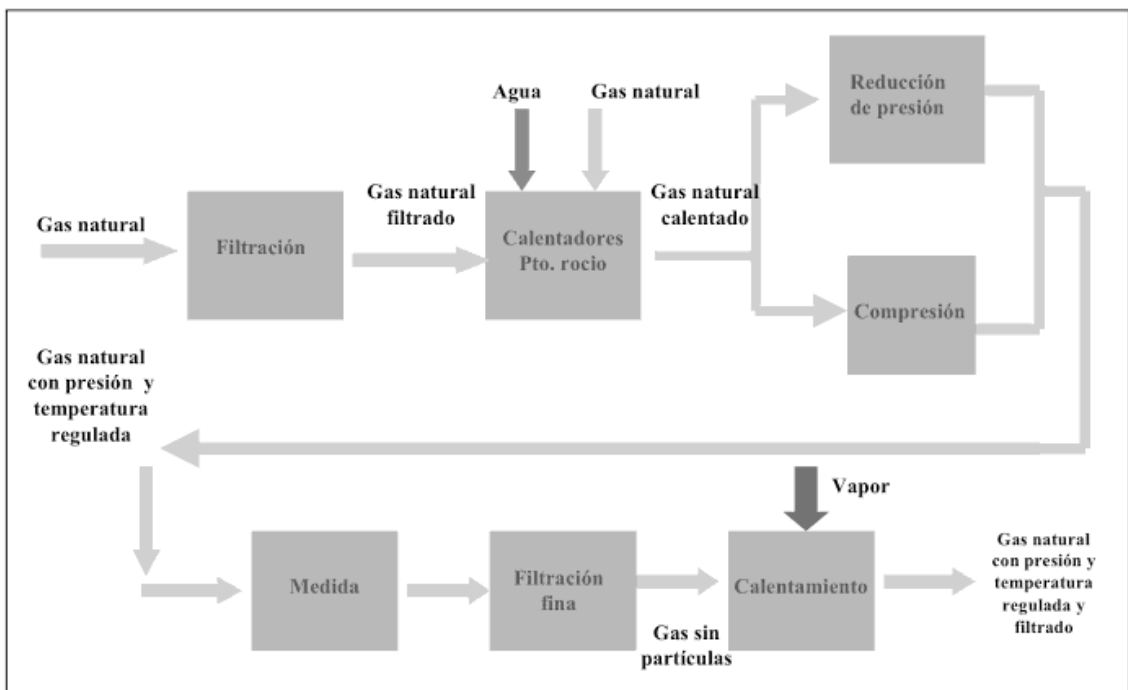 Reducción
de presión
Agua
Gas natural
Gas natural
filtrado
Gas natural
calentado
Gas natural
Filtración
Calentadores
Pto. rocio
Compresión
Gas natural
con presión y
temperatura
regulada
Vapor
Medida
Filtración
fina
Calentamiento
Gas natural
con presión y
temperatura
regulada y
filtrado
Gas sin
partículas